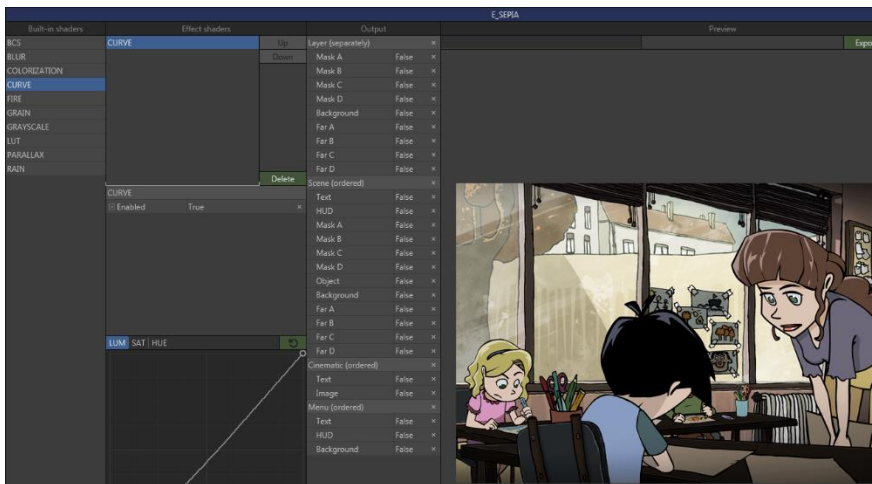 E_SEPIA
Built-in shaders
Effect shaders
Output
Preview
BCS
BLUR
COLORIZATION
CURVE
FIRE
GRAIN
GRAYSCALE
LUT
PARALLAX
RAIN
CURVE
Up
Down
Delete
CURVE
Enabled True ×
LUM SAT HUE
Layer (separately) ×
Mask A False ×
Mask B False ×
Mask C False ×
Mask D False ×
Background False ×
Far A False ×
Far B False ×
Far C False ×
Far D False ×
Scene (ordered) ×
Text False ×
HUD False ×
Mask A False ×
Mask B False ×
Mask C False ×
Mask D False ×
Object False ×
Background False ×
Far A False ×
Far B False ×
Far C False ×
Far D False ×
Cinematic (ordered) ×
Text False ×
Image False ×
Menu (ordered) ×
Text False ×
HUD False ×
Background False ×
Expo